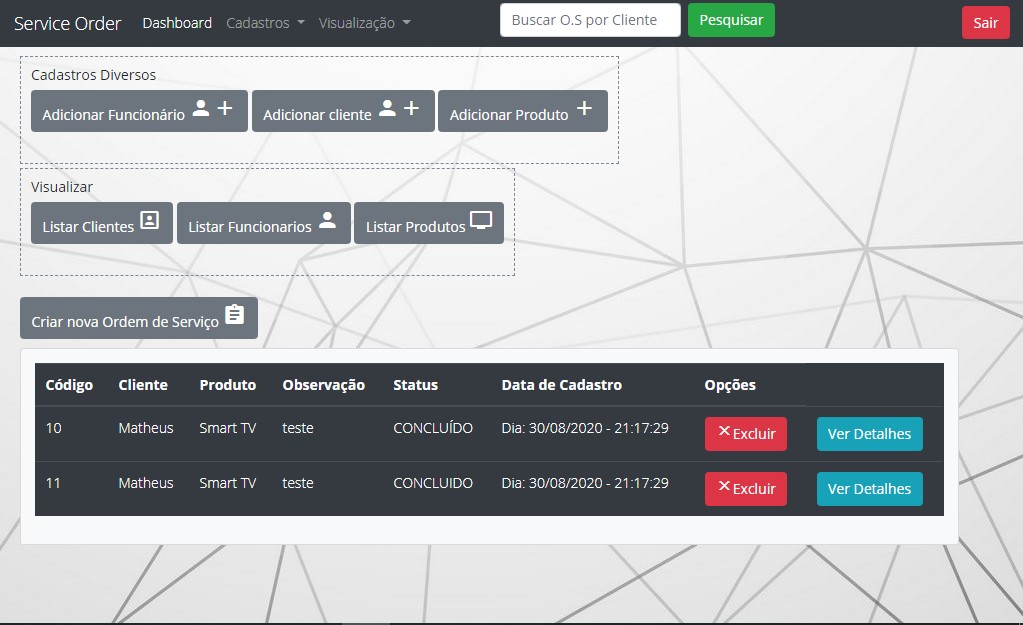 Service Order Dashboard Cadastros Visualização Buscar O.S por Cliente Pesquisar Sair
Cadastros Diversos
Adicionar Funcionário Adicionar cliente Adicionar Produto
Visualizar
Listar Clientes Listar Funcionarios Listar Produtos
Criar nova Ordem de Serviço
Código Cliente Produto Observação Status Data de Cadastro Opções
10 Matheus Smart TV teste CONCLUÍDO Dia: 30/08/2020 - 21:17:29 Excluir Ver Detalhes
11 Matheus Smart TV teste CONCLUIDO Dia: 30/08/2020 - 21:17:29 Excluir Ver Detalhes